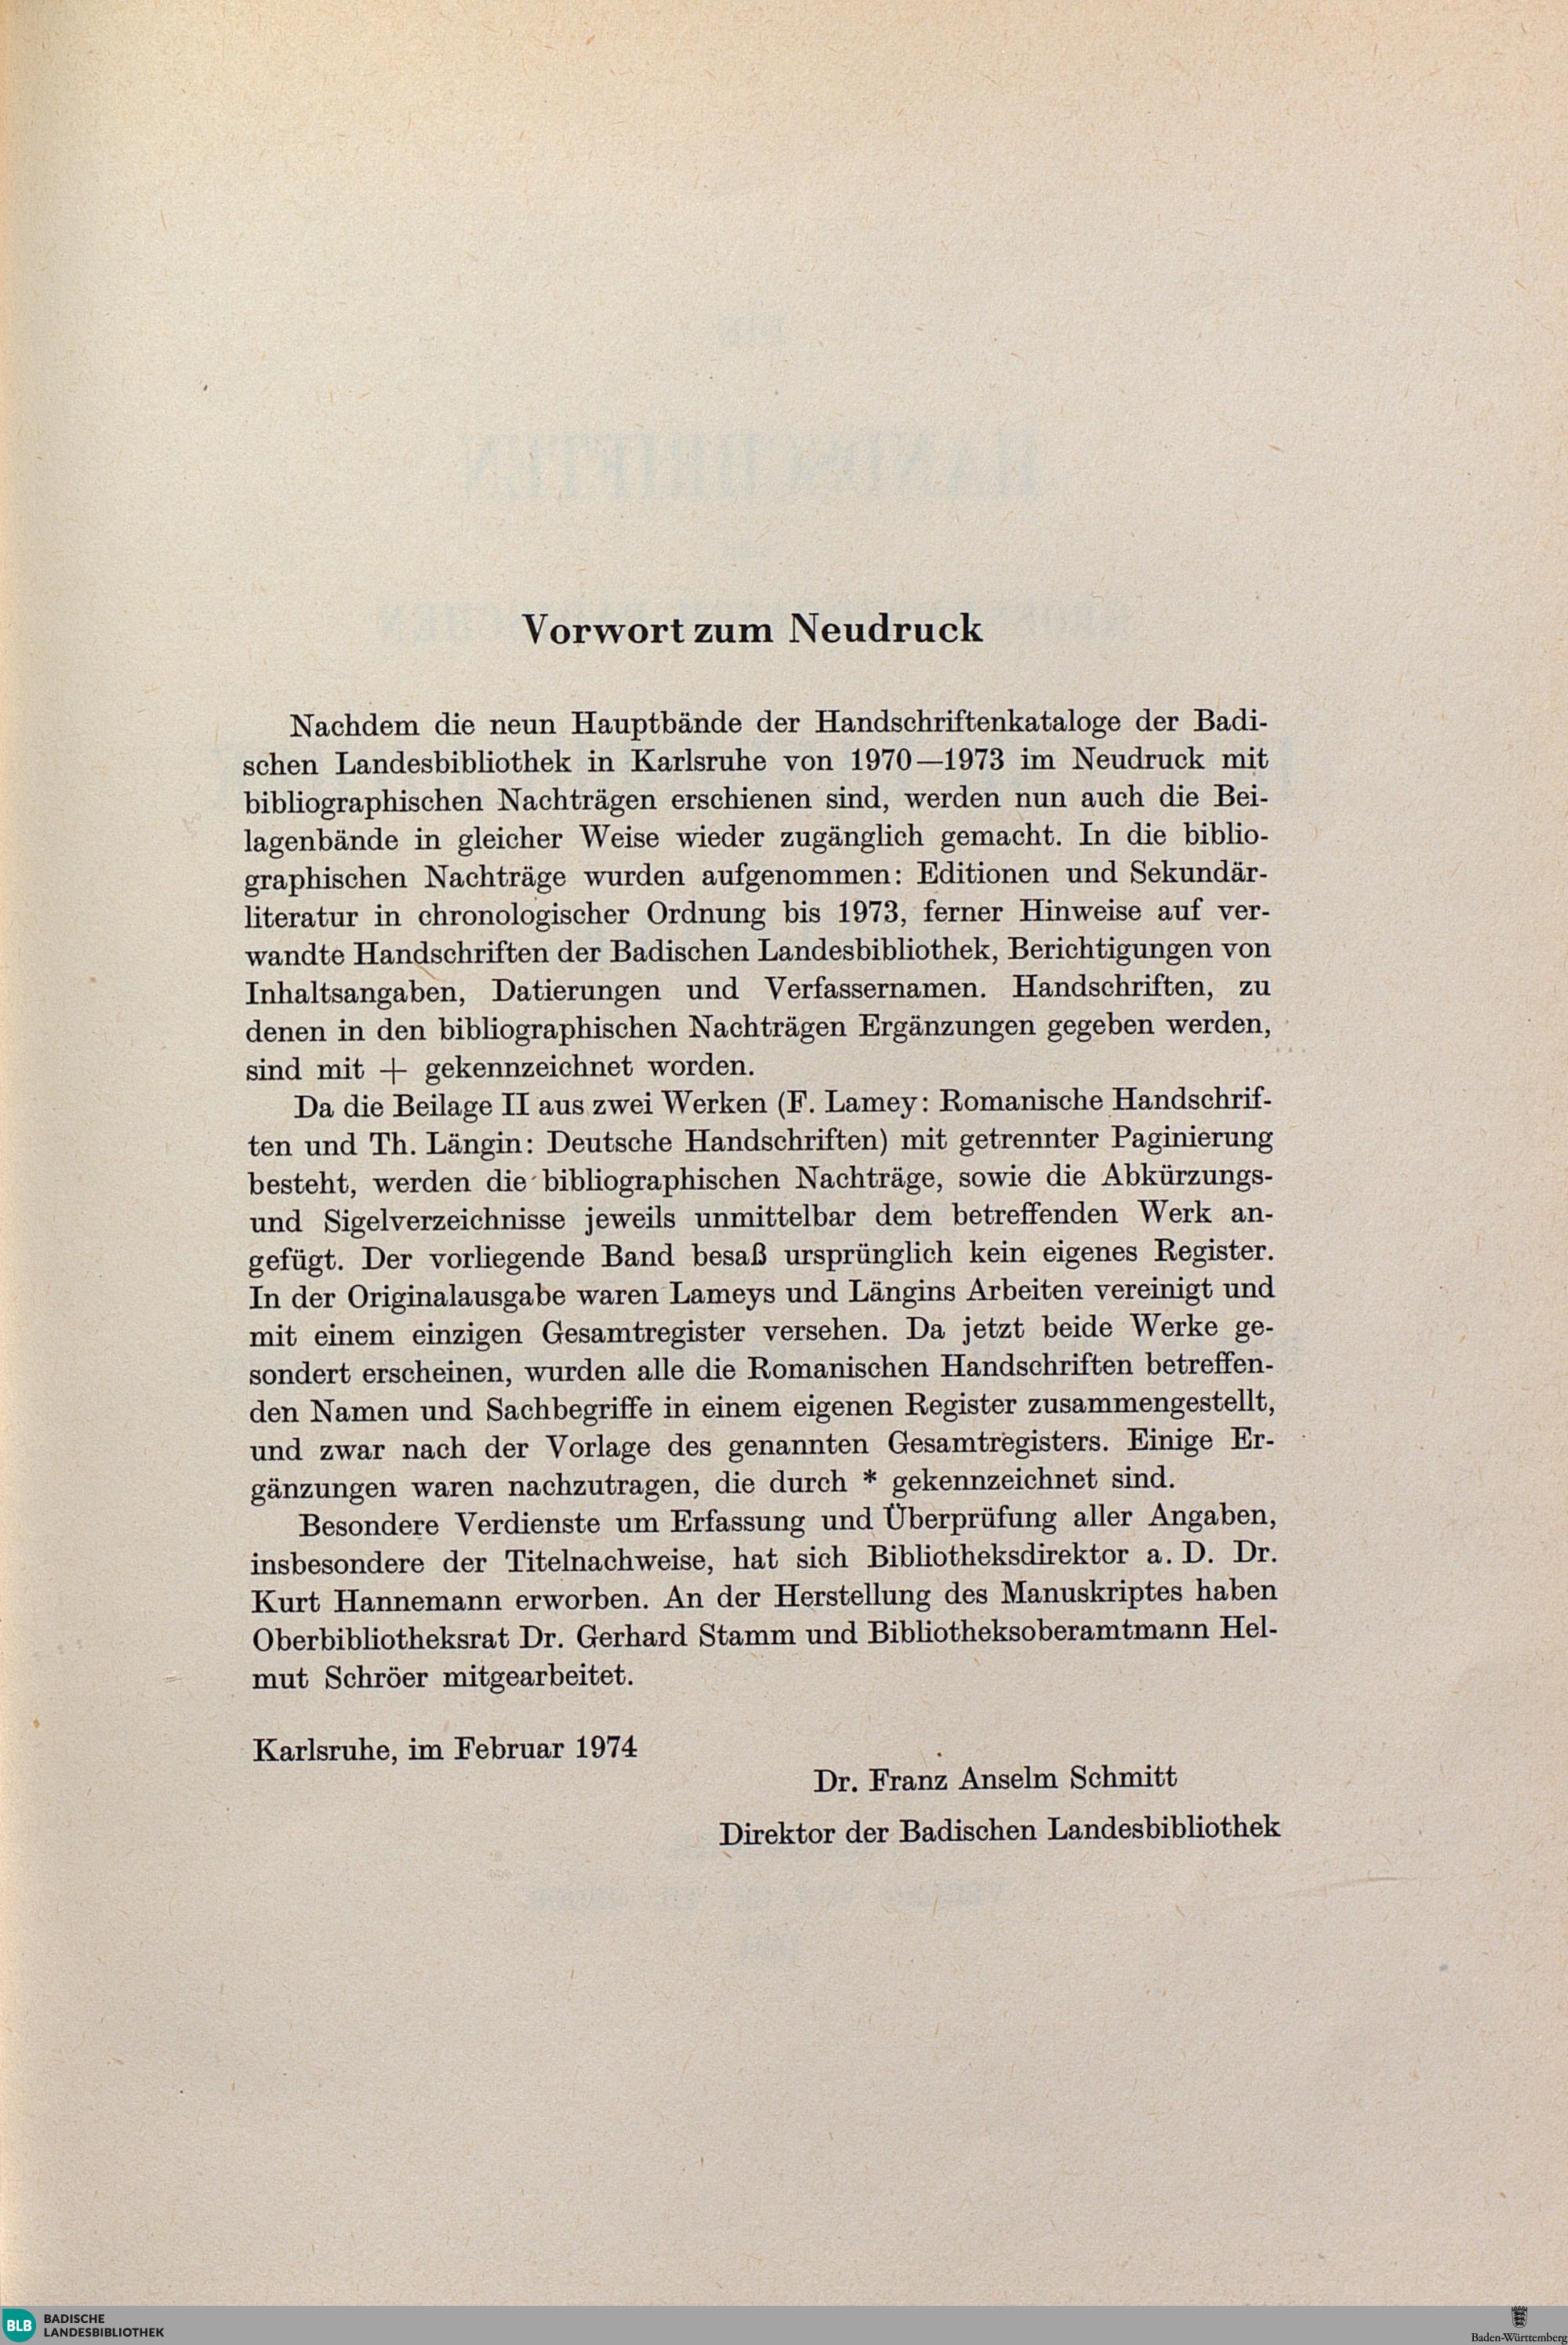 Vorwort zum Neudruck
Nachdem die neun Hauptbände der Handschriftenkataloge der Badi-
schen Landesbibliothek in Karlsruhe von 1970—1973 im Neudruck mit
bibliographischen Nachträgen erschienen sind, werden nun auch die Bei-
lagenbände in gleicher Weise wieder zugänglich gemacht. In die biblio-
graphischen Nachträge wurden aufgenommen: Editionen und Sekundär-
literatur in chronologischer Ordnung bis 1973, ferner Hinweise auf ver-
wandte Handschriften der Badischen Landesbibliothek, Berichtigungen von
Inhaltsangaben, Datierungen und Verfassernamen. Handschriften, zu
denen in den bibliographischen Nachträgen Ergänzungen gegeben werden,
sind mit + gekennzeichnet worden.
Da die Beilage II aus zwei Werken (F. Lamey: Romanische Handschrif-
ten und Th. Längin: Deutsche Handschriften) mit getrennter Paginierung
besteht, werden die bibliographischen Nachträge, sowie die Abkürzungs-
und Sigelverzeichnisse jeweils unmittelbar dem betreffenden Werk an-
gefügt. Der vorliegende Band besaß ursprünglich kein eigenes Register.
In der Originalausgabe waren Lameys und Längins Arbeiten vereinigt und
mit einem einzigen Gesamtregister versehen. Da jetzt beide Werke ge-
sondert erscheinen, wurden alle die Romanischen Handschriften betreffen-
den Namen und Sachbegriffe in einem eigenen Register zusammengestellt,
und zwar nach der Vorlage des genannten Gesamtregisters. Einige Er-
gänzungen waren nachzutragen, die durch * gekennzeichnet sind.
Besondere Verdienste um Erfassung und Überprüfung aller Angaben,
insbesondere der Titelnachweise, hat sich Bibliotheksdirektor a. D. Dr.
Kurt Hannemann erworben. An der Herstellung des Manuskriptes haben
Oberbibliotheksrat Dr. Gerhard Stamm und Bibliotheksoberamtmann Hel-
mut Schröer mitgearbeitet.
Karlsruhe, im Februar 1974
Dr. Franz Anselm Schmitt
Direktor der Badischen Landesbibliothek
BLB
BADISCHE
LANDESBIBLIOTHEK
Baden-Württemberg